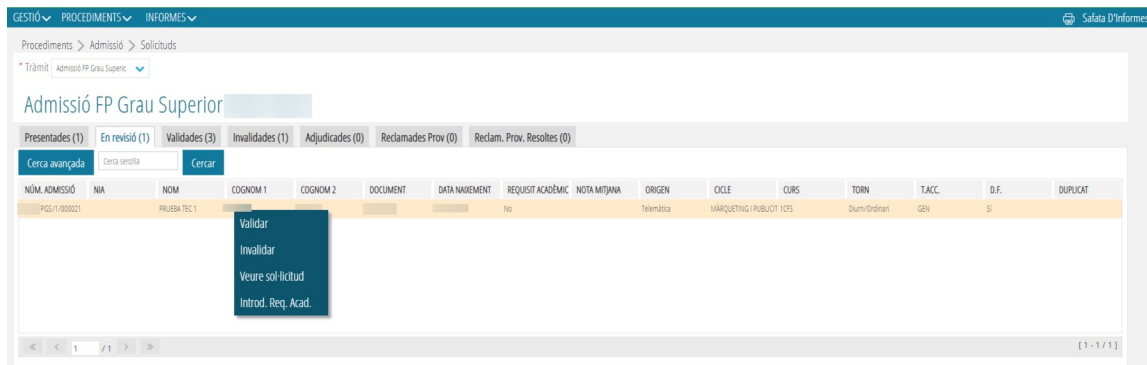 GESTIÓ PROCEDIMENTS INFORMES Safata D'Informes
Procediments > Admissió > Solicituds
* Tràmit Admissió FP Grau Superic
Admissió FP Grau Superior
Presentades (1) En revisió (1) Validades (3) Invalidades (1) Adjudicades (0) Reclamades Prov (0) Reclam. Prov. Resoltes (0)
Cerca avançada Cerca senzilla Cercar
NÚM. ADMISSIÓ NIA NOM COGNOM 1 COGNOM 2 DOCUMENT DATA NAIXEMENT REQUISIT ACADÈMIC NOTA MITJANA ORIGEN CICLE CURS TORN T.ACC. D.F. DUPLICAT
PGS/1/000021 PRUEBA TEC 1 No Telemàtica MÀRQUETING I PUBLICIT 1CFS Diurn/Ordinari GEN SÍ
Validar
Invalidar
Veure sol·licitud
Introd. Req. Acad.
« < 1 / 1 > » [ 1 - 1 / 1 ]